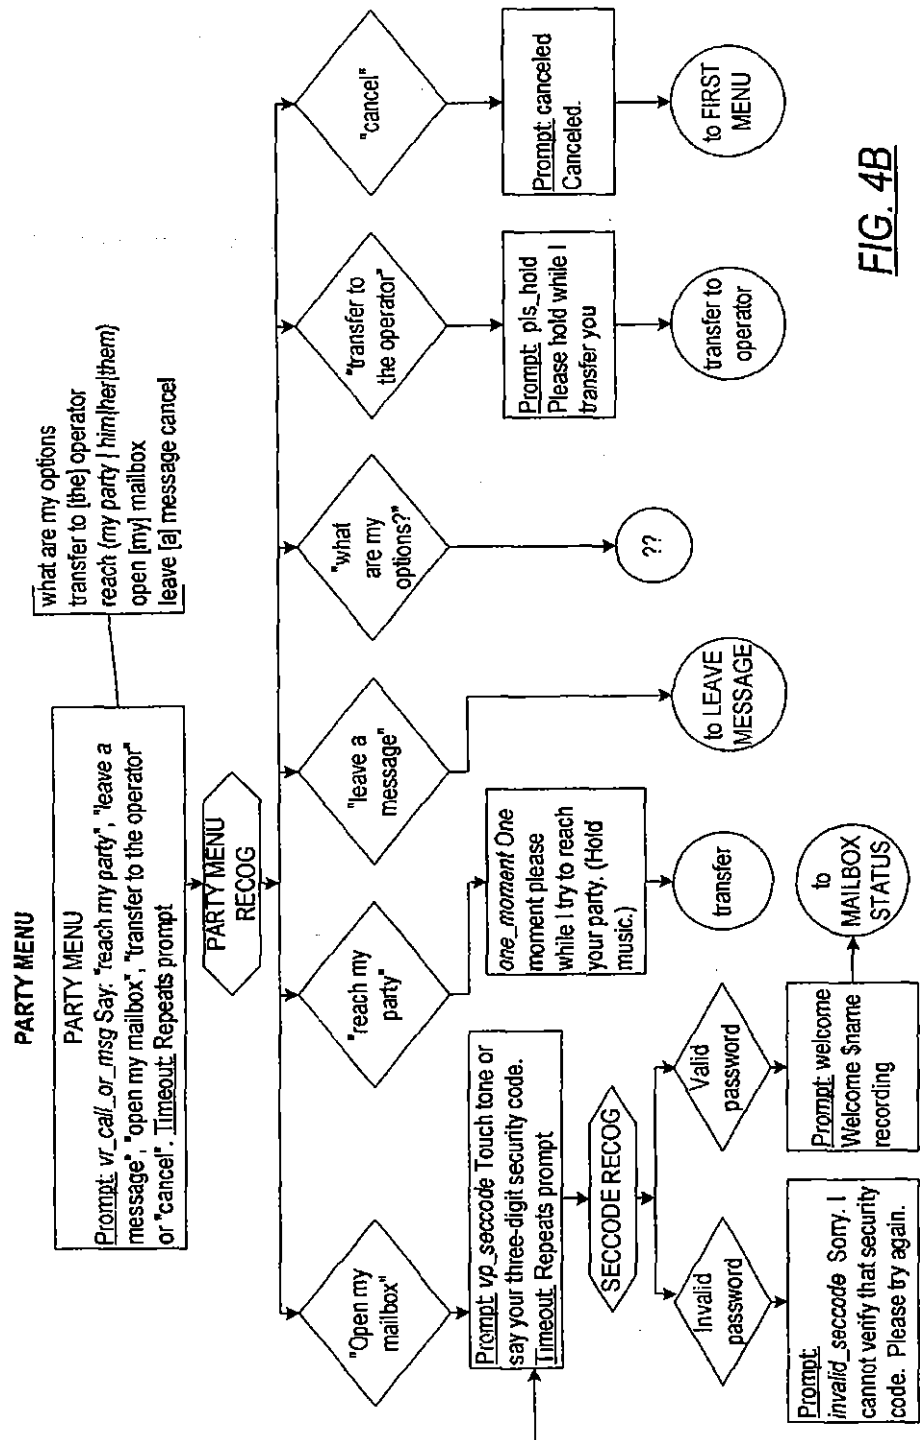 PARTY MENU
PARTY MENU
Prompt: vr_call_or_msg Say: "reach my party", "leave a
message", "open my mailbox", "transfer to the operator"
or "cancel". Timeout: Repeats prompt
what are my options
transfer to [the] operator
reach (my party | him|her|them)
open [my] mailbox
leave [a] message cancel
PARTY MENU
RECOG
"Open my
mailbox"
"reach my
party"
"leave a
message"
"what
are my
options?"
"transfer to
the operator"
"cancel"
Prompt: vp_seccode Touch tone or
say your three-digit security code.
Timeout: Repeats prompt
one_moment One
moment please
while I try to reach
your party. (Hold
music.)
Prompt: pls_hold
Please hold while I
transfer you
Prompt: canceled
Canceled.
SECCODE RECOG
transfer
to LEAVE
MESSAGE
??
transfer to
operator
to FIRST
MENU
Invalid
password
Valid
password
Prompt:
invalid_seccode Sorry. I
cannot verify that security
code. Please try again.
Prompt: welcome
Welcome $name
recording
to
MAILBOX
STATUS
FIG. 4B